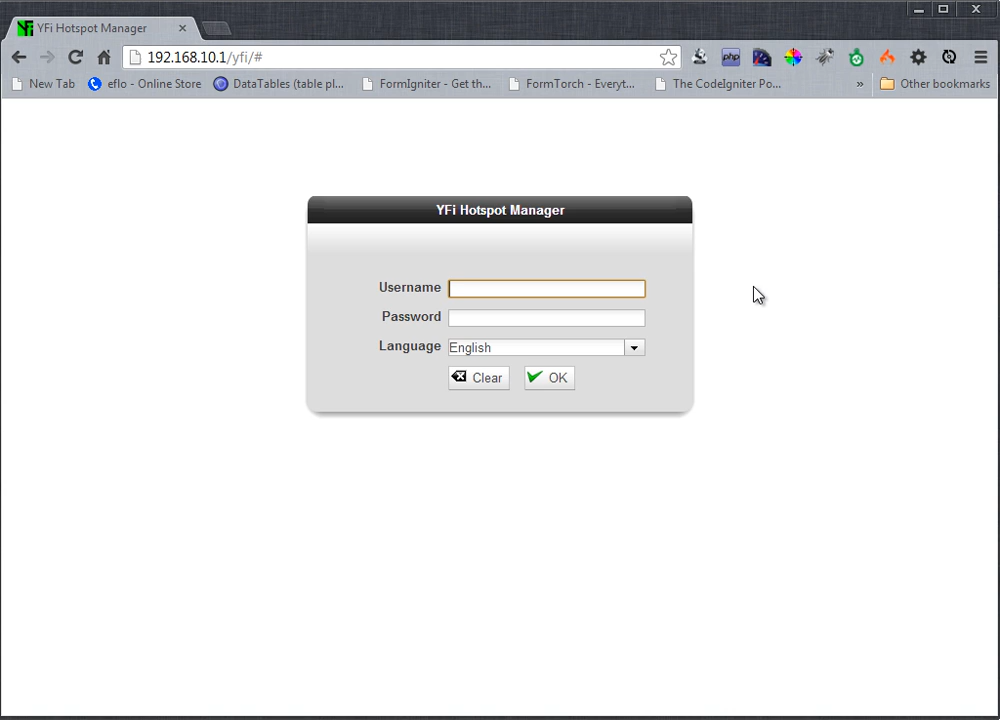 YFi Hotspot Manager
192.168.10.1/yfi/#
php
New Tab
eflo - Online Store
DataTables (table pl...
FormIgniter - Get th...
FormTorch - Everyt...
The CodeIgniter Po...
»
Other bookmarks
YFi Hotspot Manager
Username
Password
Language English
Clear OK